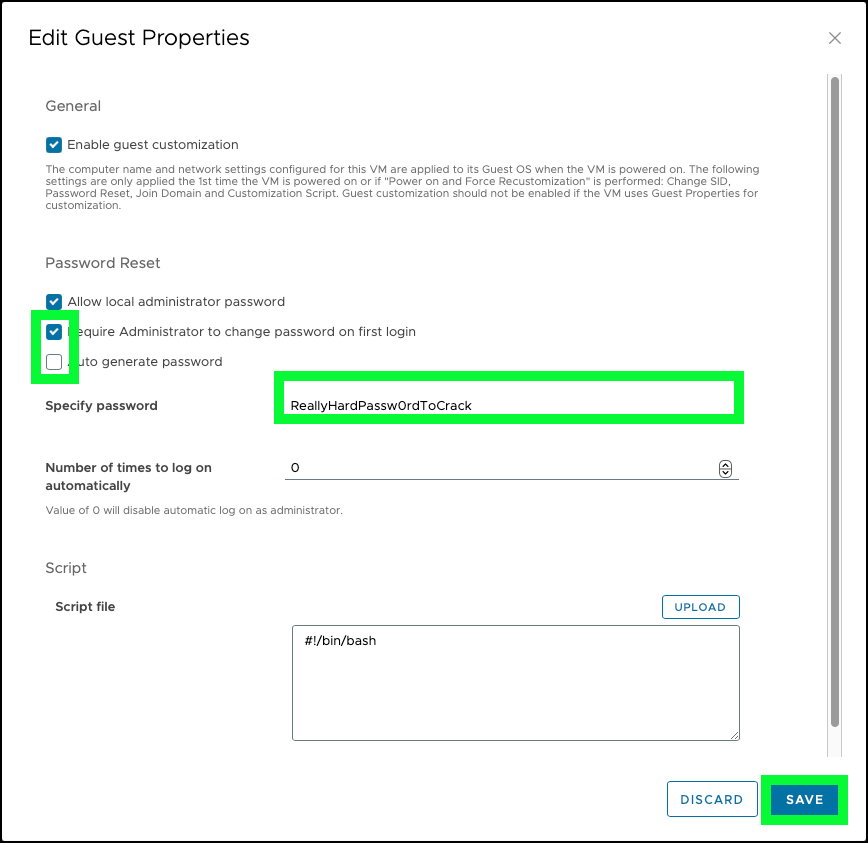 Edit Guest Properties
General
Enable guest customization
The computer name and network settings configured for this VM are applied to its Guest OS when the VM is powered on. The following
settings are only applied the 1st time the VM is powered on or if "Power on and Force Recustomization" is performed: Change SID,
Password Reset, Join Domain and Customization Script. Guest customization should not be enabled if the VM uses Guest Properties for
customization.
Password Reset
Allow local administrator password
Require Administrator to change password on first login
Auto generate password
Specify password
ReallyHardPassw0rdToCrack
Number of times to log on
automatically
0
Value of 0 will disable automatic log on as administrator.
Script
Script file
UPLOAD
#!/bin/bash
DISCARD
SAVE